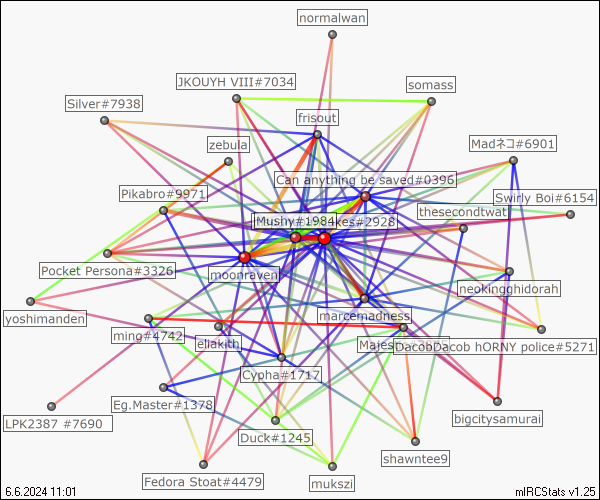 normalwan
JKOUYH VIII#7034
somass
Silver#7938
frisout
zebula
Madネコ#6901
Can anything be saved#0396
Pikabro#9971
Swirly Boi#6154
thesecondtwat
Mushy#1984
kes#2928
Pocket Persona#3326
moonraven
neokingghidorah
yoshimanden
marcemadness
ming#4742
eliakith
Majes
DacobDacob hORNY police#5271
Cypha#1717
Eg.Master#1378
bigcitysamurai
LPK2387 #7690
Duck#1245
shawntee9
Fedora Stoat#4479
mukszi
6.6.2024 11:01
mIRCStats v1.25